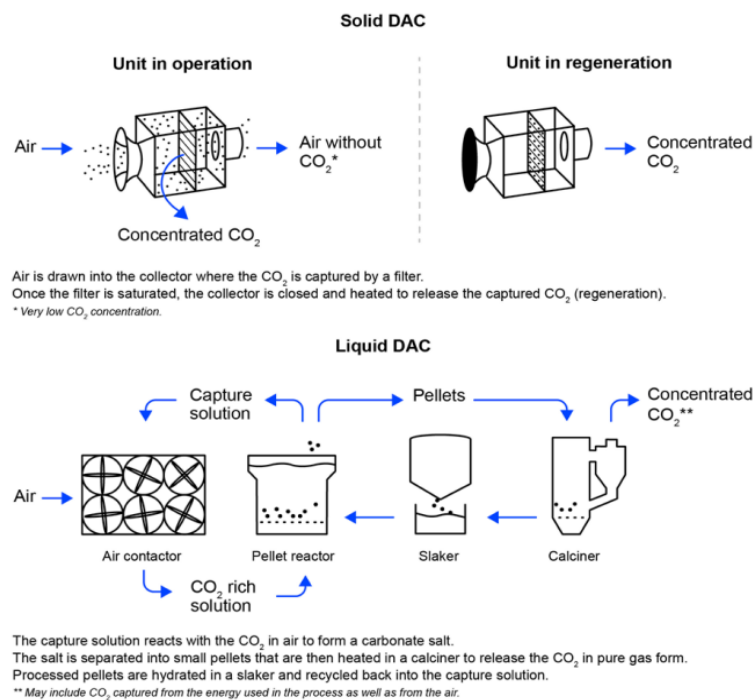 Solid DAC
Unit in operation
Unit in regeneration
Air
Air without
CO₂*
Concentrated CO₂
Concentrated
CO₂
Air is drawn into the collector where the CO₂ is captured by a filter.
Once the filter is saturated, the collector is closed and heated to release the captured CO₂ (regeneration).
* Very low CO₂ concentration.
Liquid DAC
Capture
solution
Pellets
Concentrated
CO₂**
Air
Air contactor
Pellet reactor
Slaker
Calciner
CO₂ rich
solution
The capture solution reacts with the CO₂ in air to form a carbonate salt.
The salt is separated into small pellets that are then heated in a calciner to release the CO₂ in pure gas form.
Processed pellets are hydrated in a slaker and recycled back into the capture solution.
** May include CO₂ captured from the energy used in the process as well as from the air.